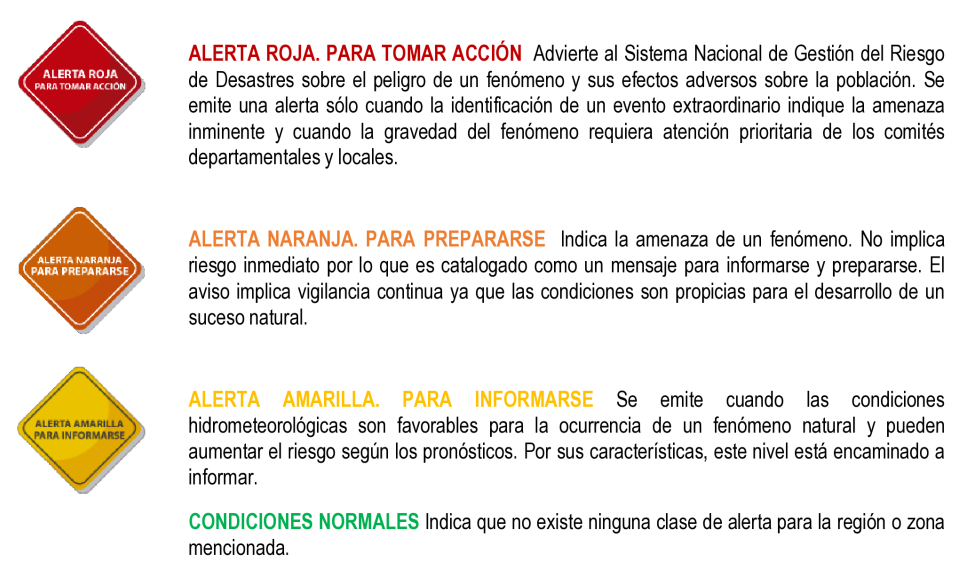 ALERTA ROJA
PARA TOMAR ACCIÓN
ALERTA ROJA. PARA TOMAR ACCIÓN Advierte al Sistema Nacional de Gestión del Riesgo
de Desastres sobre el peligro de un fenómeno y sus efectos adversos sobre la población. Se
emite una alerta sólo cuando la identificación de un evento extraordinario indique la amenaza
inminente y cuando la gravedad del fenómeno requiera atención prioritaria de los comités
departamentales y locales.
ALERTA NARANJA
PARA PREPARARSE
ALERTA NARANJA. PARA PREPARARSE Indica la amenaza de un fenómeno. No implica
riesgo inmediato por lo que es catalogado como un mensaje para informarse y prepararse. El
aviso implica vigilancia continua ya que las condiciones son propicias para el desarrollo de un
suceso natural.
ALERTA AMARILLA
PARA INFORMARSE
ALERTA AMARILLA. PARA INFORMARSE Se emite cuando las condiciones
hidrometeorológicas son favorables para la ocurrencia de un fenómeno natural y pueden
aumentar el riesgo según los pronósticos. Por sus características, este nivel está encaminado a
informar.
CONDICIONES NORMALES Indica que no existe ninguna clase de alerta para la región o zona
mencionada.